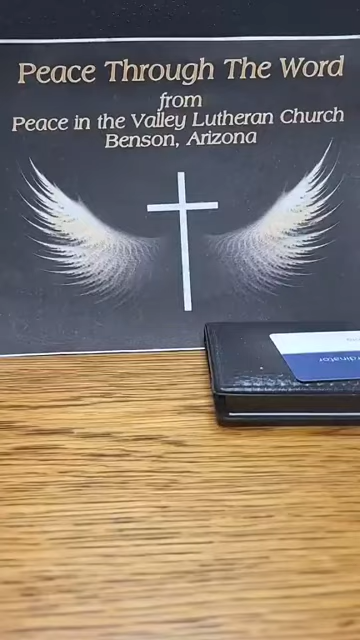 Peace Through The Word
from
Peace in the Valley Lutheran Church
Benson, Arizona